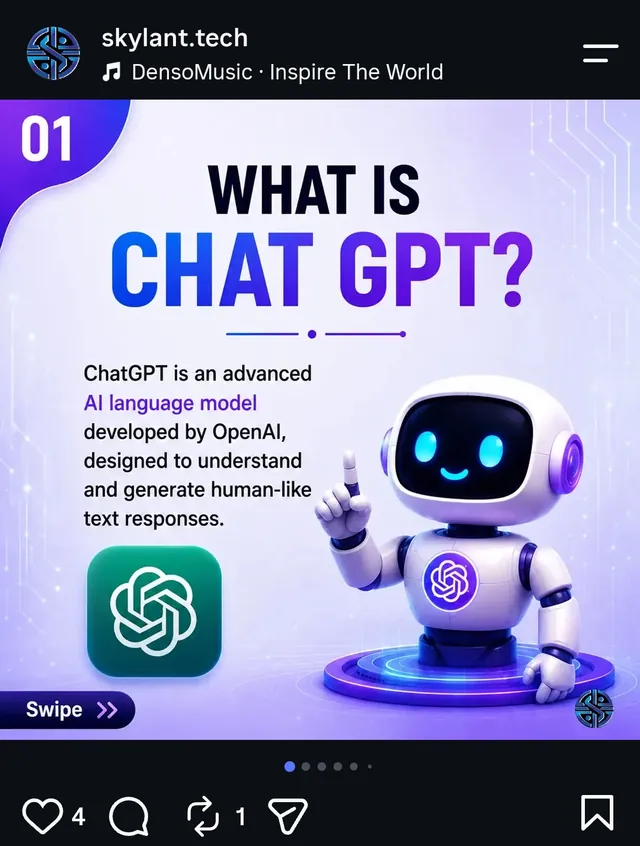 skylant.tech
DensoMusic · Inspire The World
01
WHAT IS
CHAT GPT?
ChatGPT is an advanced
AI language model
developed by OpenAI,
designed to understand
and generate human-like
text responses.
Swipe
4
1